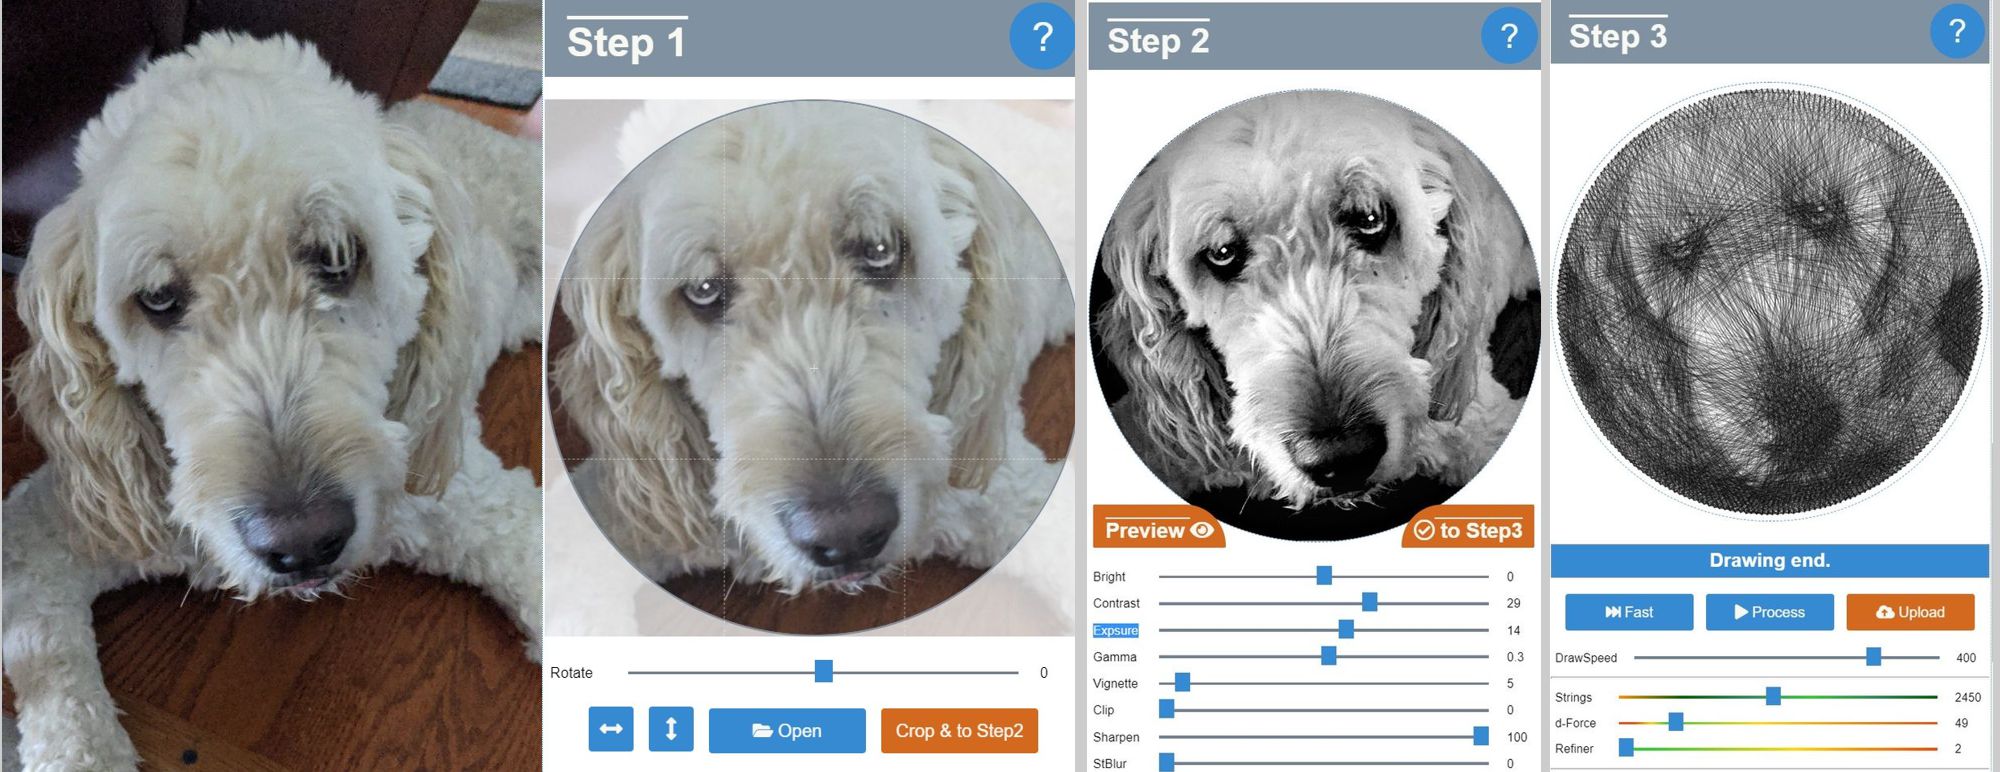 Step 1
?
Rotate
0
Open
Crop & to Step2
Step 2
?
Preview
to Step3
Bright
0
Contrast
29
Expsure
14
Gamma
0.3
Vignette
5
Clip
0
Sharpen
100
StBlur
0
Step 3
?
Drawing end.
Fast
Process
Upload
DrawSpeed
400
Strings
2450
d-Force
49
Refiner
2